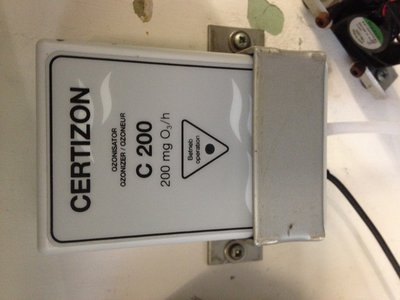 CERTIZON
OZONISATOR
OZONIZER / OZONEUR
C 200
200 mg O₃/h
Betrieb
operation